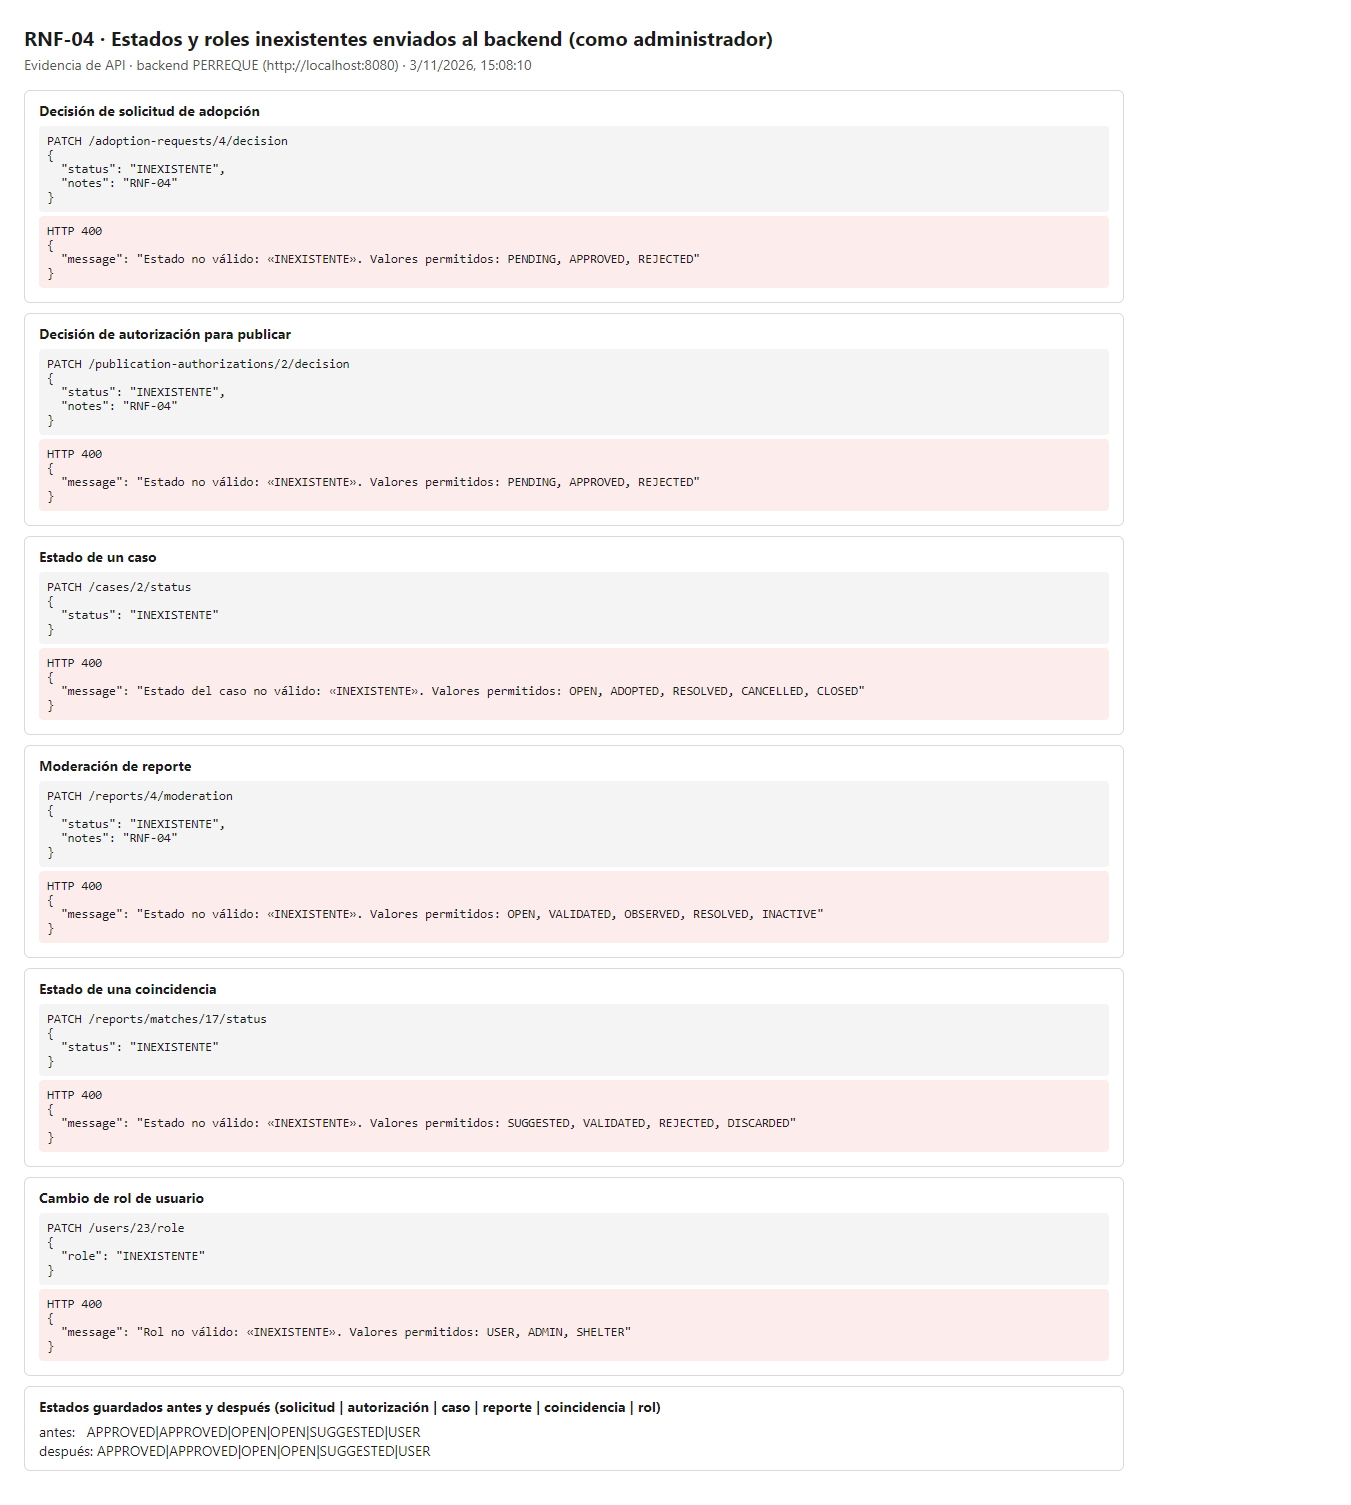 RNF-04 · Estados y roles inexistentes enviados al backend (como administrador)
Evidencia de API · backend PERREQUE (http://localhost:8080) · 3/11/2026, 15:08:10
Decisión de solicitud de adopción
PATCH /adoption-requests/4/decision
{
  "status": "INEXISTENTE",
  "notes": "RNF-04"
}
HTTP 400
{
  "message": "Estado no válido: «INEXISTENTE». Valores permitidos: PENDING, APPROVED, REJECTED"
}
Decisión de autorización para publicar
PATCH /publication-authorizations/2/decision
{
  "status": "INEXISTENTE",
  "notes": "RNF-04"
}
HTTP 400
{
  "message": "Estado no válido: «INEXISTENTE». Valores permitidos: PENDING, APPROVED, REJECTED"
}
Estado de un caso
PATCH /cases/2/status
{
  "status": "INEXISTENTE"
}
HTTP 400
{
  "message": "Estado del caso no válido: «INEXISTENTE». Valores permitidos: OPEN, ADOPTED, RESOLVED, CANCELLED, CLOSED"
}
Moderación de reporte
PATCH /reports/4/moderation
{
  "status": "INEXISTENTE",
  "notes": "RNF-04"
}
HTTP 400
{
  "message": "Estado no válido: «INEXISTENTE». Valores permitidos: OPEN, VALIDATED, OBSERVED, RESOLVED, INACTIVE"
}
Estado de una coincidencia
PATCH /reports/matches/17/status
{
  "status": "INEXISTENTE"
}
HTTP 400
{
  "message": "Estado no válido: «INEXISTENTE». Valores permitidos: SUGGESTED, VALIDATED, REJECTED, DISCARDED"
}
Cambio de rol de usuario
PATCH /users/23/role
{
  "role": "INEXISTENTE"
}
HTTP 400
{
  "message": "Rol no válido: «INEXISTENTE». Valores permitidos: USER, ADMIN, SHELTER"
}
Estados guardados antes y después (solicitud | autorización | caso | reporte | coincidencia | rol)
antes: APPROVED|APPROVED|OPEN|OPEN|SUGGESTED|USER
después: APPROVED|APPROVED|OPEN|OPEN|SUGGESTED|USER